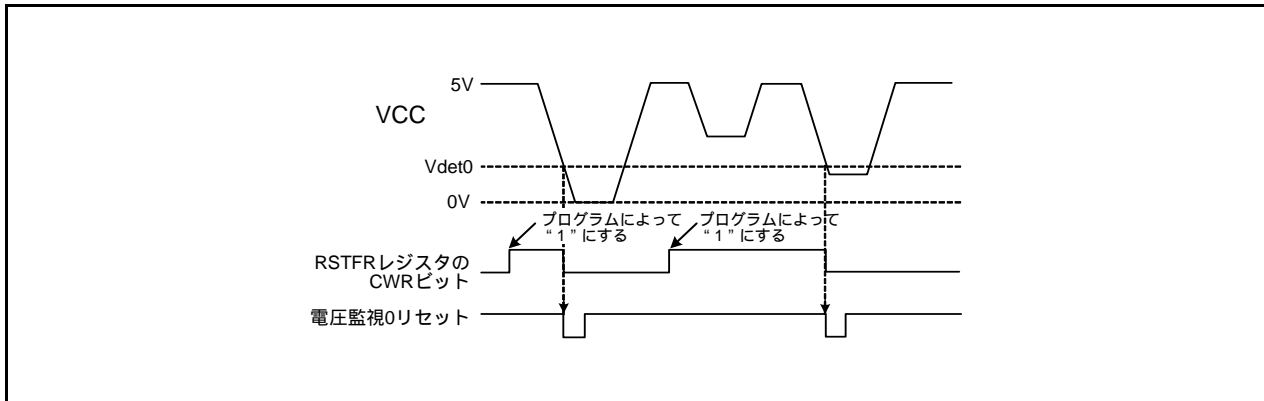 5V
VCC
Vdet0
0V
プログラムによって
“ 1 ” にする
プログラムによって
“ 1 ” にする
RSTFRレジスタの
CWRビット
電圧監視0リセット